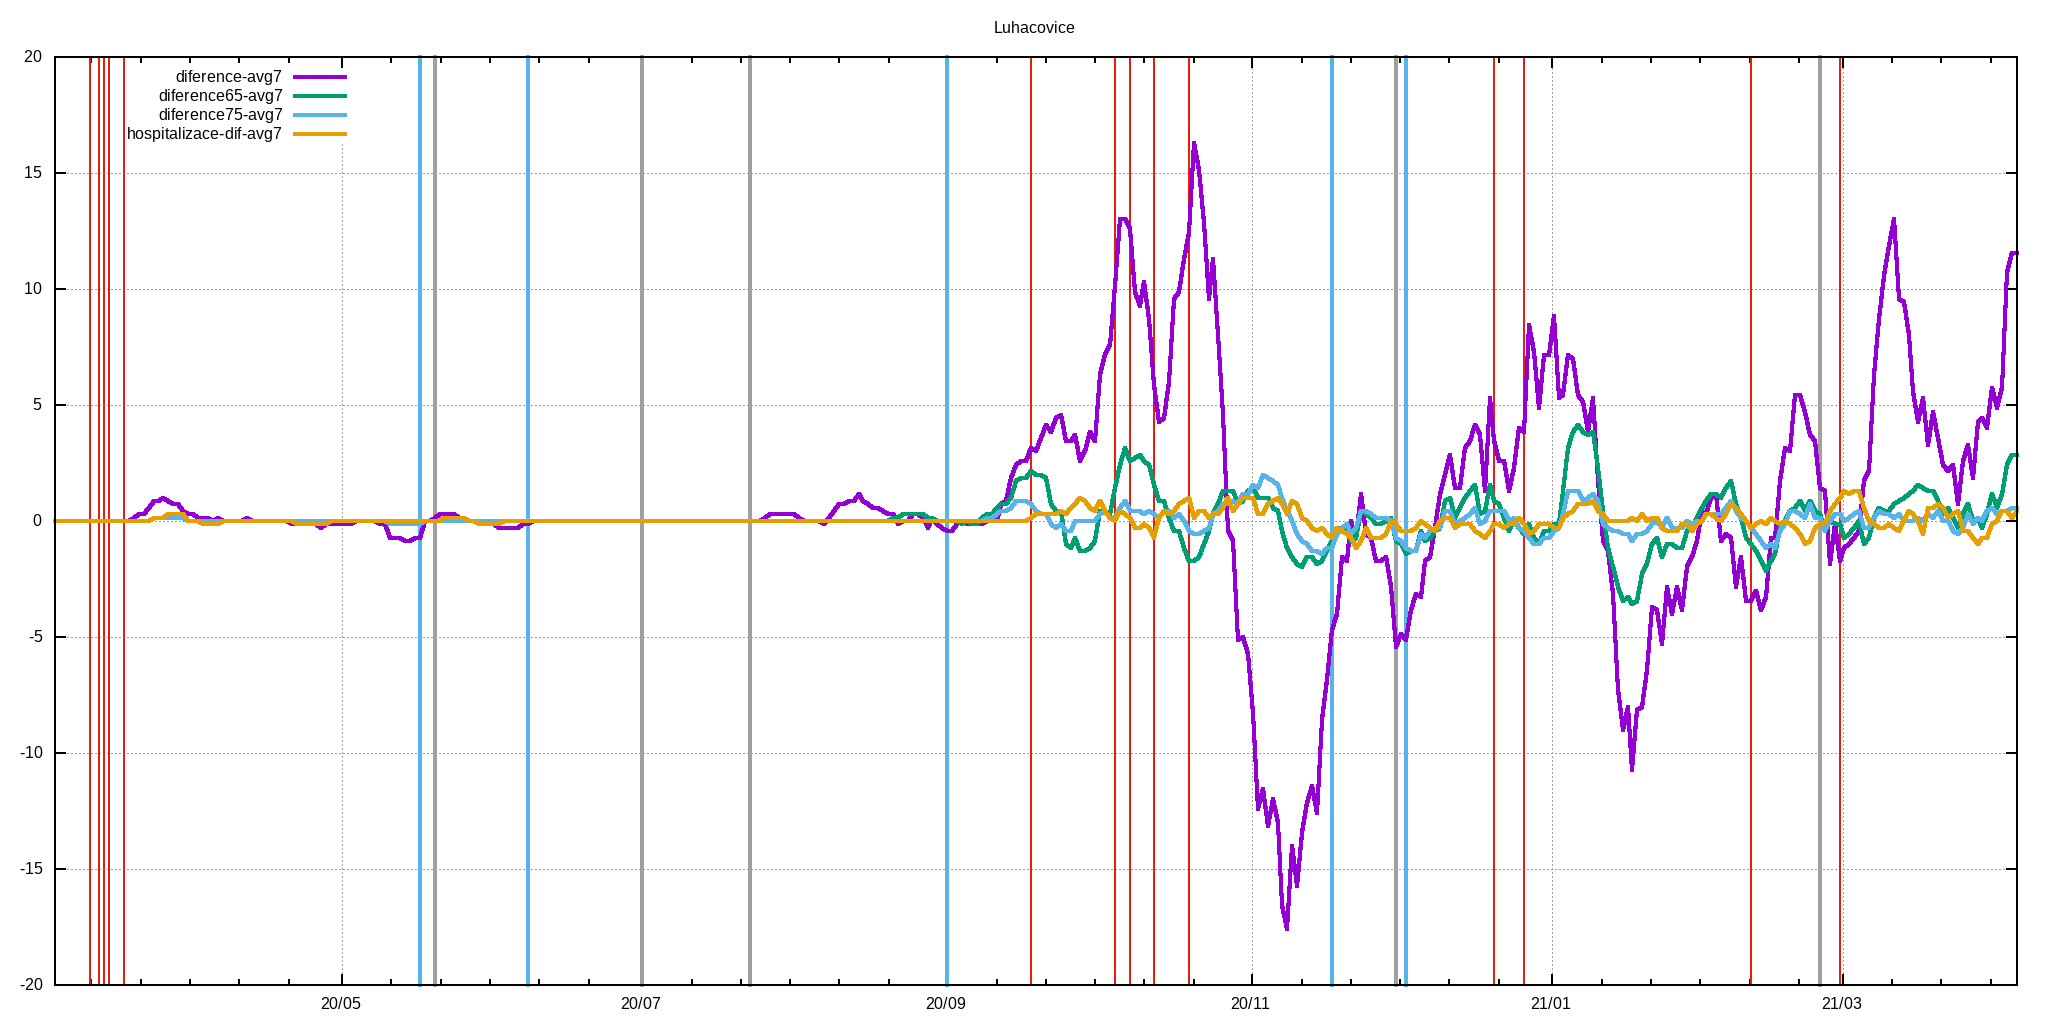 Luhacovice
20
diference-avg7
diference65-avg7
diference75-avg7
hospitalizace-dif-avg7
15
10
5
0
-5
-10
-15
-20
20/05 20/07 20/09 20/11 21/01 21/03